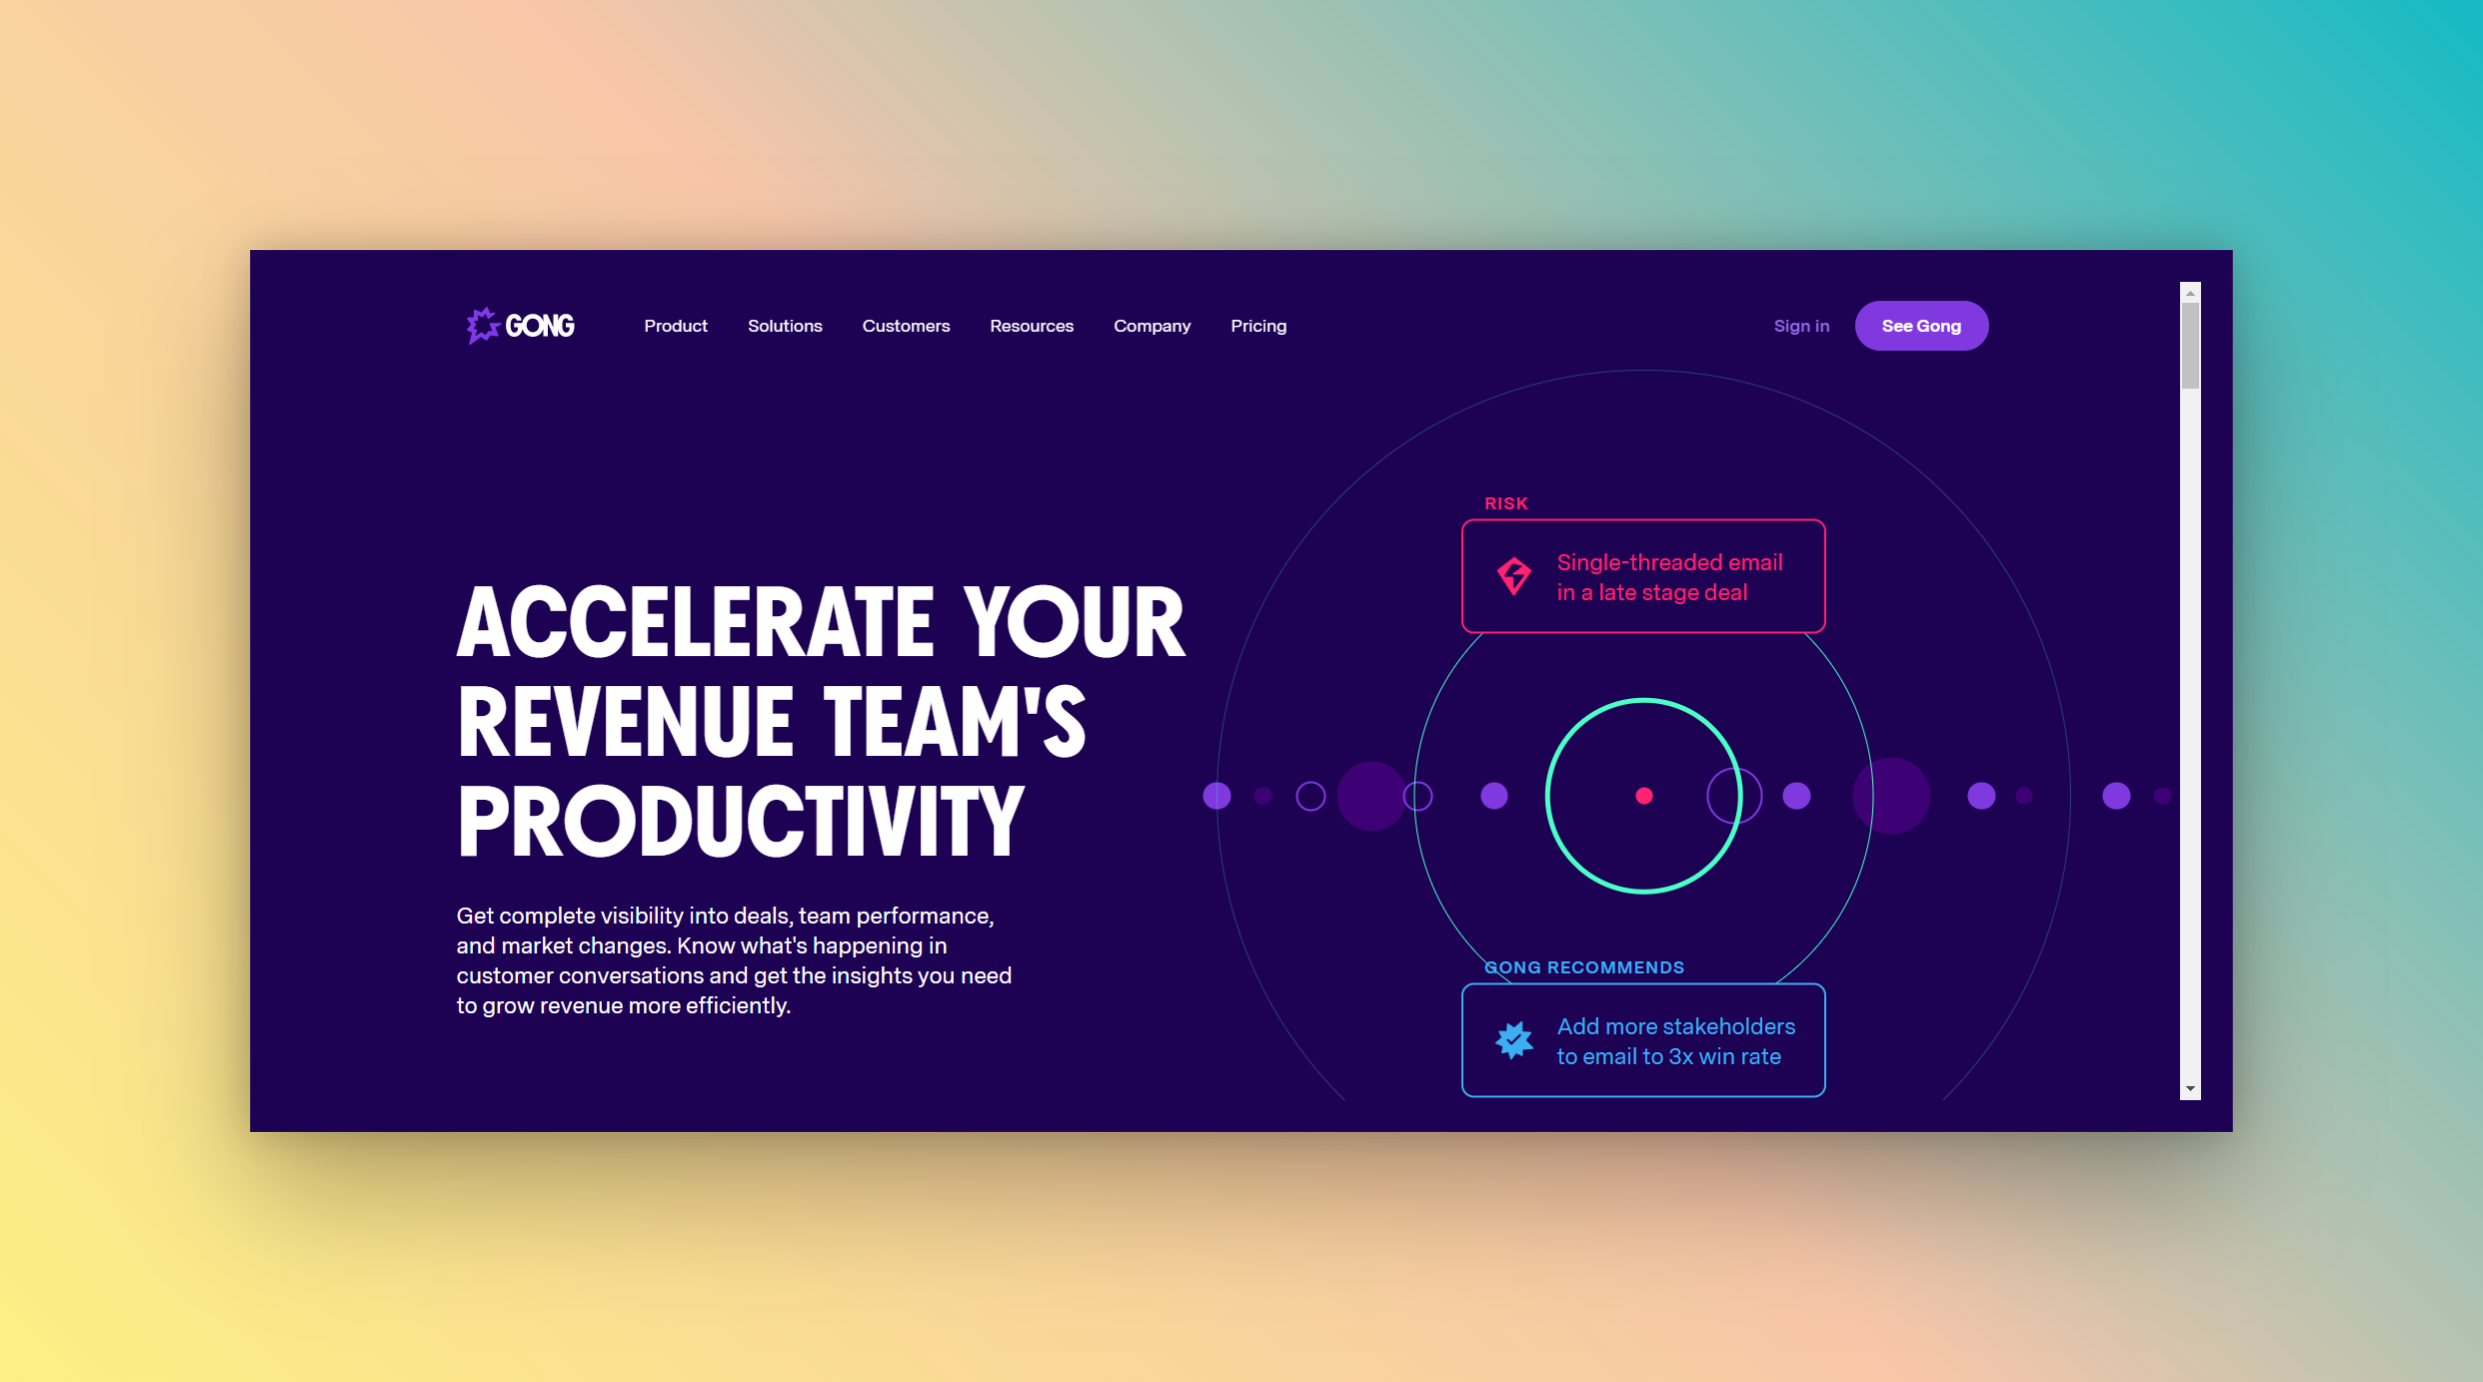 GONG
Product
Solutions
Customers
Resources
Company
Pricing
Sign in
See Gong
ACCELERATE YOUR
REVENUE TEAM'S
PRODUCTIVITY
Get complete visibility into deals, team performance,
and market changes. Know what's happening in
customer conversations and get the insights you need
to grow revenue more efficiently.
RISK
Single-threaded email
in a late stage deal
GONG RECOMMENDS
Add more stakeholders
to email to 3x win rate